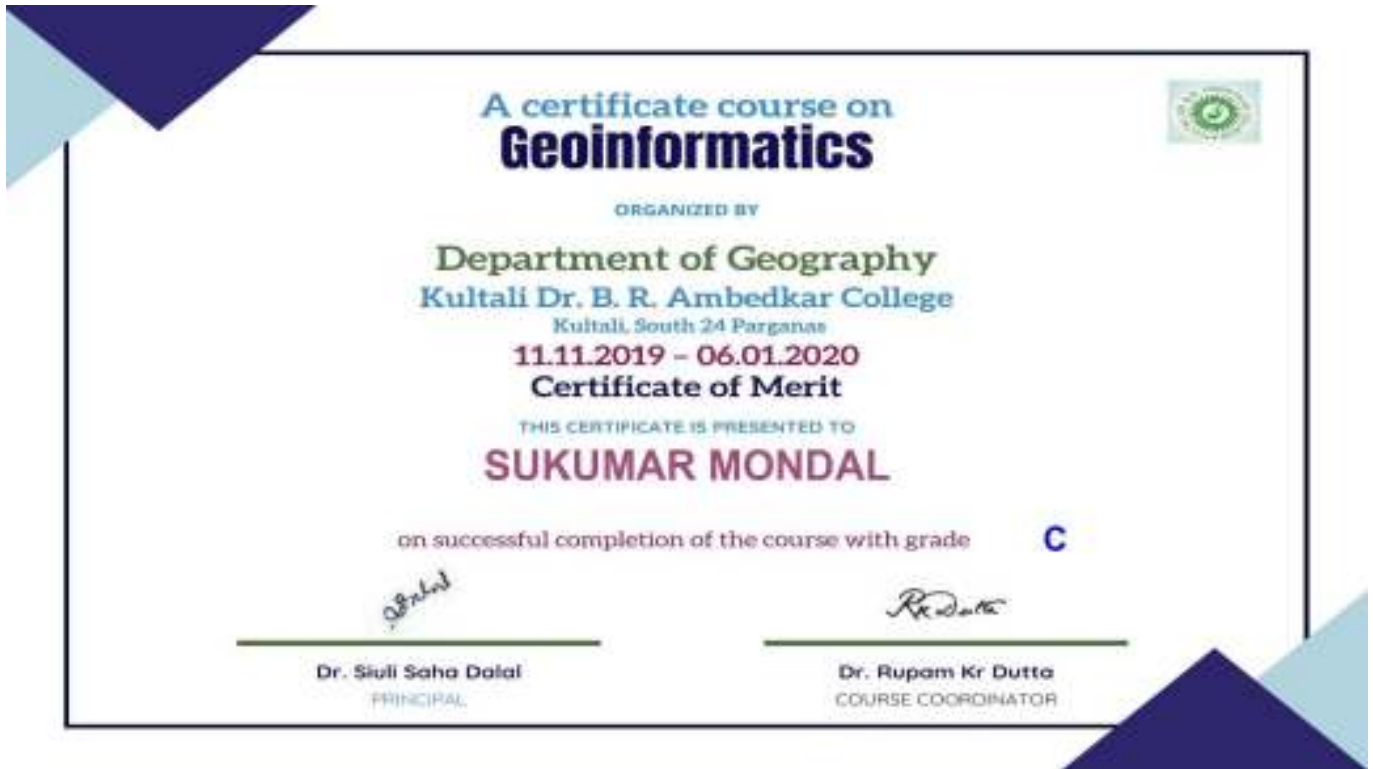 A certificate course on
Geoinformatics
ORGANIZED BY
Department of Geography
Kultali Dr. B. R. Ambedkar College
Kultali, South 24 Parganas
11.11.2019 – 06.01.2020
Certificate of Merit
THIS CERTIFICATE IS PRESENTED TO
SUKUMAR MONDAL
on successful completion of the course with grade C
RKDutta
Dr. Siuli Saha Dalal
Dr. Rupam Kr Dutta
PRINCIPAL
COURSE COORDINATOR